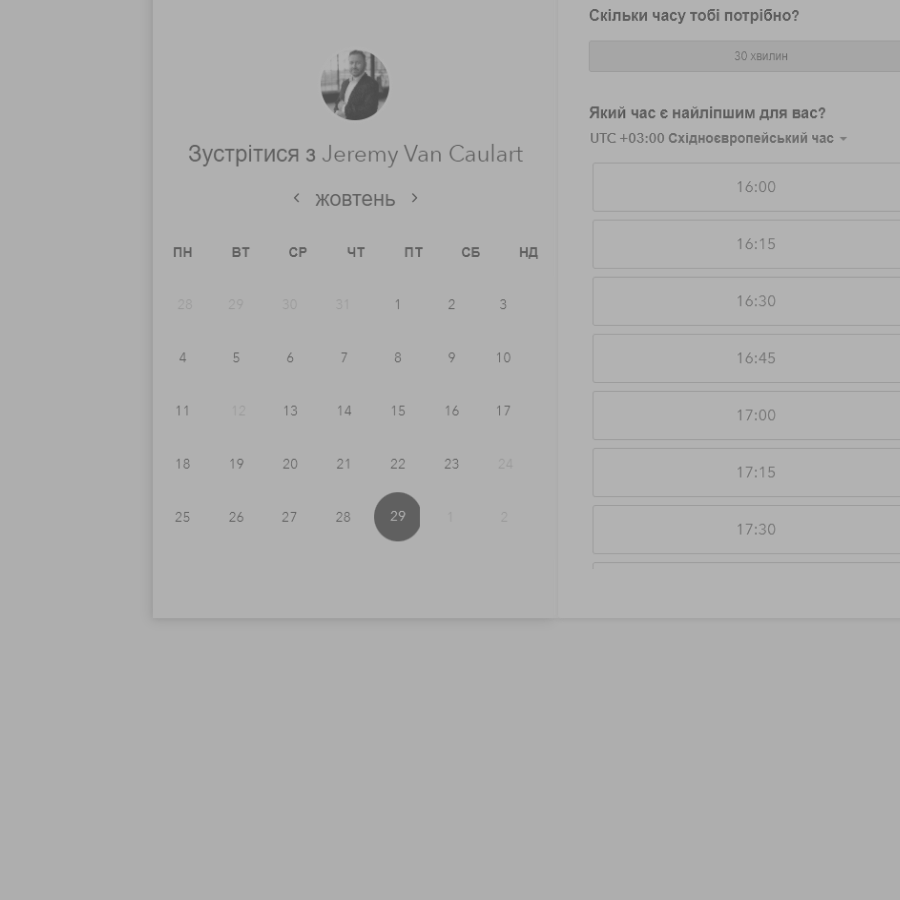 Зустрітися з Jeremy Van Caulart
жовтень
ПН ВТ СР ЧТ ПТ СБ НД
28 29 30 31 1 2 3
4 5 6 7 8 9 10
11 12 13 14 15 16 17
18 19 20 21 22 23 24
25 26 27 28 29 1 2
Скільки часу тобі потрібно?
30 хвилин
Який час є найліпшим для вас?
UTC +03:00 Східноєвропейський час
16:00
16:15
16:30
16:45
17:00
17:15
17:30